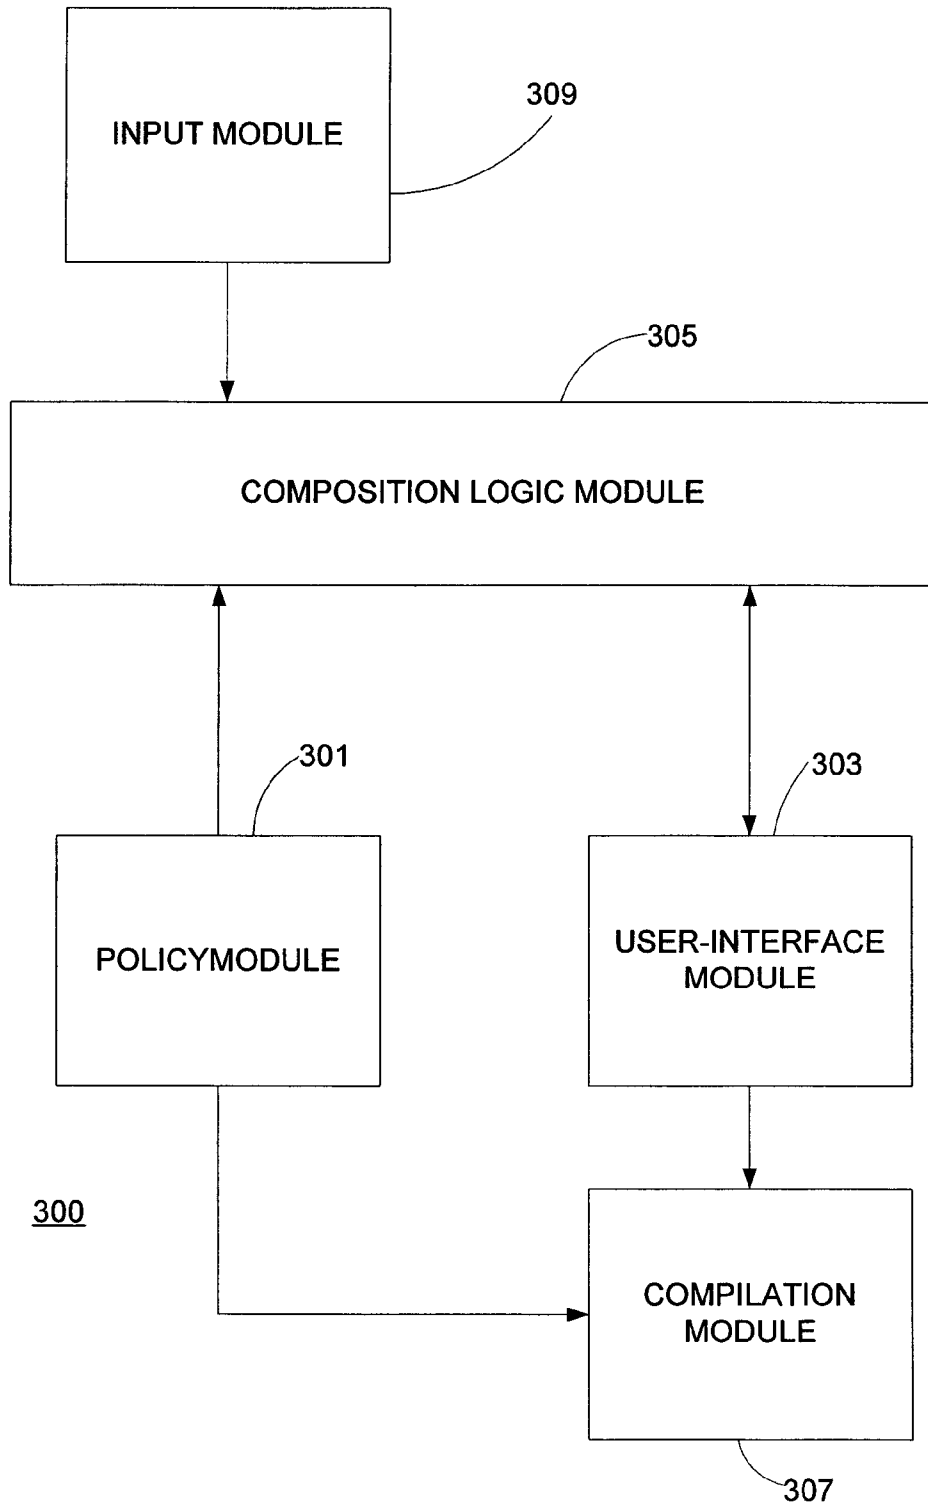 309
INPUT MODULE
305
COMPOSITION LOGIC MODULE
301
303
POLICYMODULE
USER-INTERFACE
MODULE
300
COMPILATION
MODULE
307